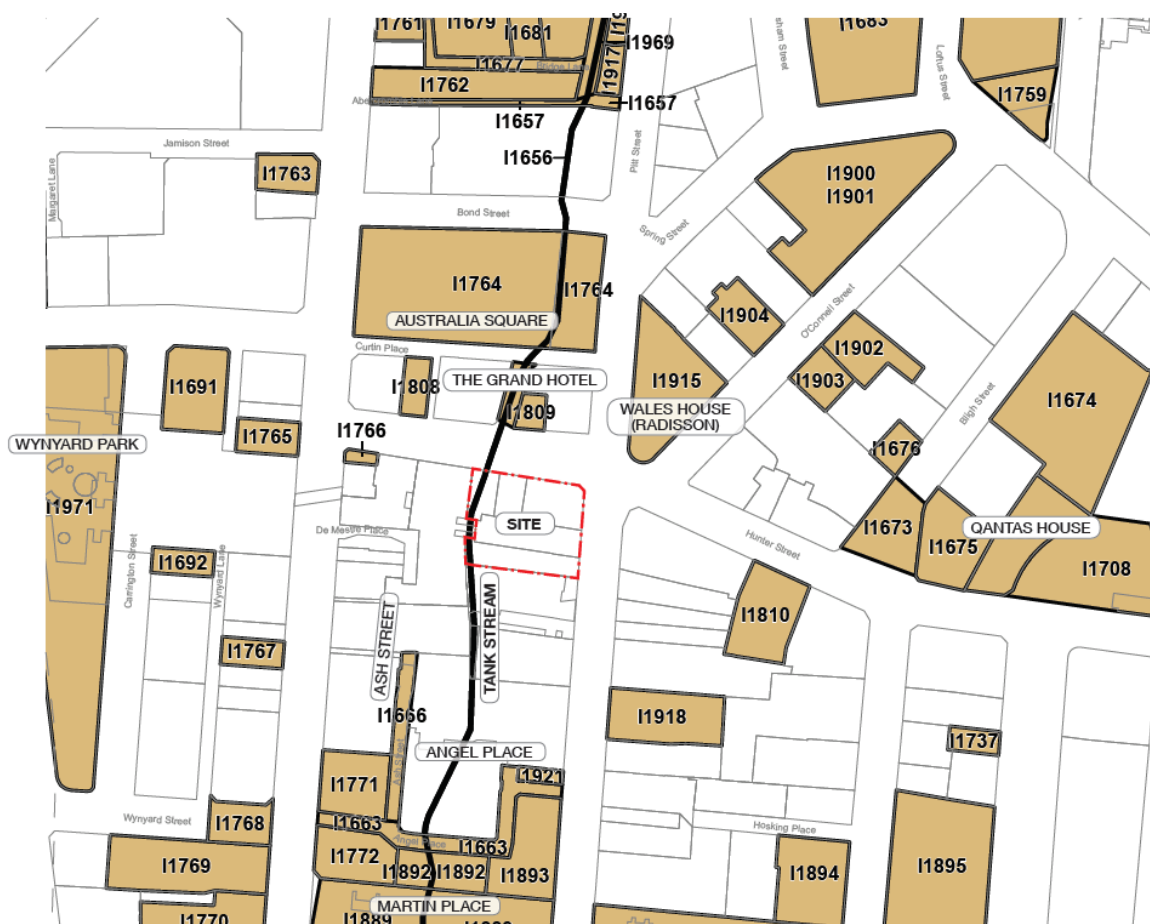 I1761
I1679
I1681
I1683
I1969
I1917
I1677
Bridge Lane
I1762
I1657
I1657
I1759
Loftus Street
Jamison Street
I1656
Pitt Street
I1763
Margaret Lane
I1900
I1901
Bond Street
Spring Street
I1764
I1764
AUSTRALIA SQUARE
I1904
O'Connell Street
Curtin Place
I1902
I1691
I1808
THE GRAND HOTEL
I1809
I1915
I1903
WALES HOUSE
(RADISSON)
Bligh Street
I1674
WYNYARD PARK
I1765
I1766
I1676
I1971
SITE
De Mestre Place
I1673
I1675
QANTAS HOUSE
Hunter Street
I1692
Carrington Street
Wynyard Lane
I1708
I1810
ASH STREET
TANK STREAM
I1767
I1666
I1918
I1737
ANGEL PLACE
Ash Street
I1771
I1921
Wynyard Street
I1768
I1663
Angel Place
I1663
Hosking Place
I1769
I1772
I1892
I1892
I1893
I1894
I1895
MARTIN PLACE
I1770
I1889